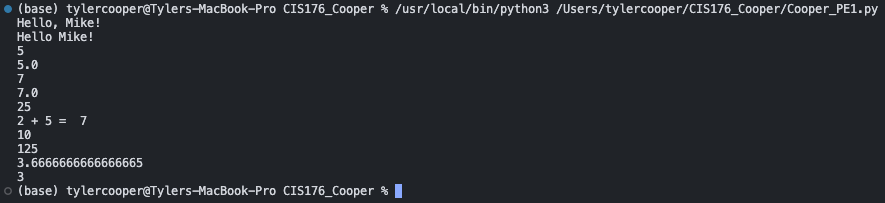 (base) tylercooper@Tylers-MacBook-Pro CIS176_Cooper % /usr/local/bin/python3 /Users/tylercooper/CIS176_Cooper/Cooper_PE1.py
Hello, Mike!
Hello Mike!
5
5.0
7
7.0
25
2 + 5 =  7
10
125
3.6666666666666665
3
(base) tylercooper@Tylers-MacBook-Pro CIS176_Cooper %